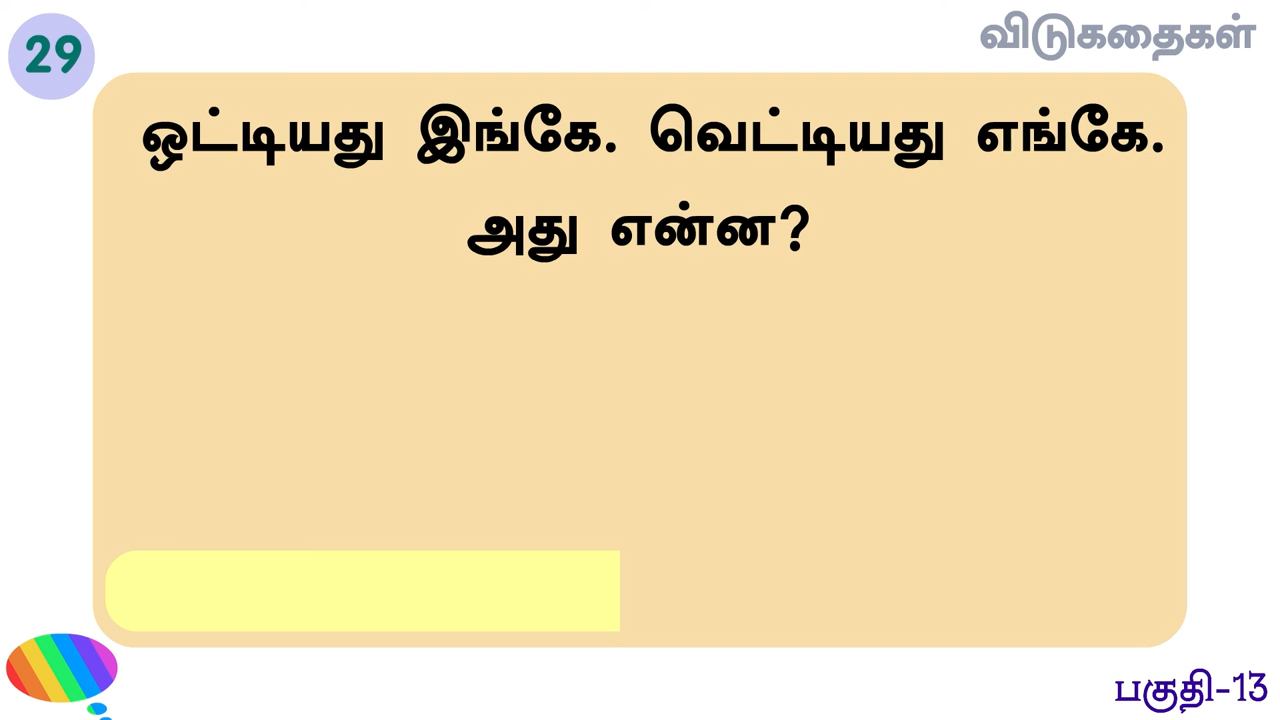 29
விடுகதைகள்
ஒட்டியது இங்கே. வெட்டியது எங்கே.
அது என்ன?
பகுதி-13